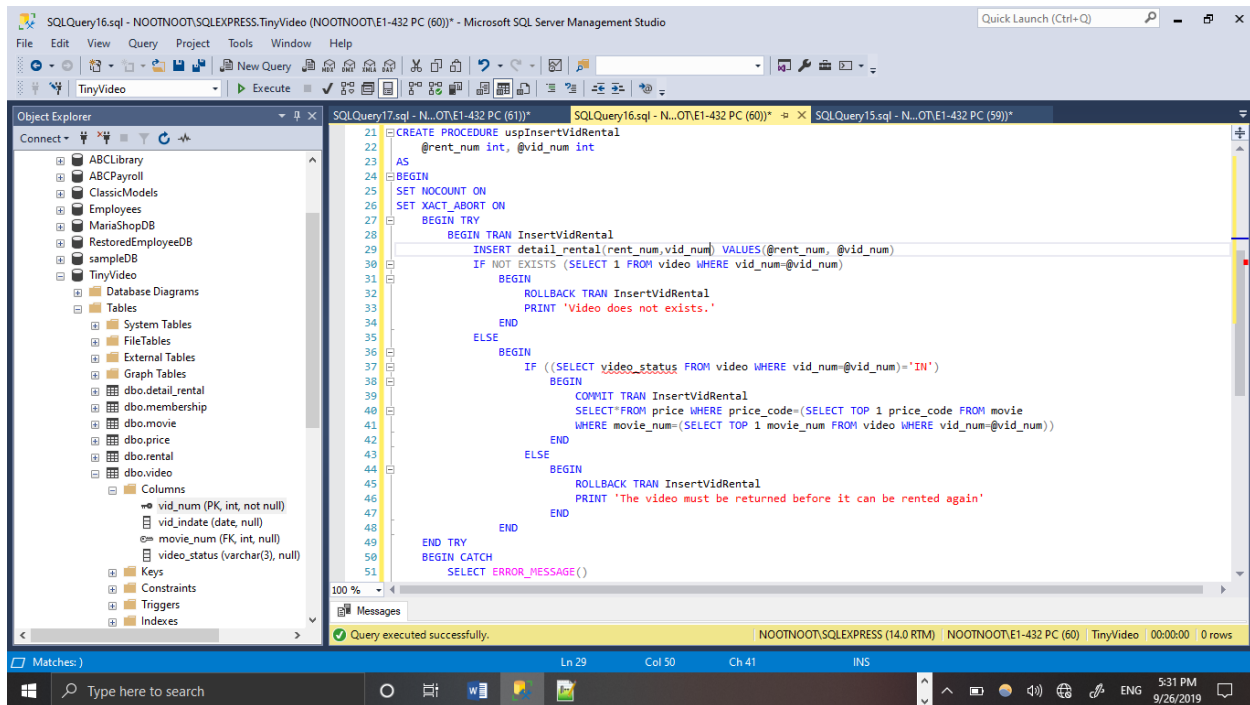 SQLQuery16.sql - NOOTNOOT\SQLEXPRESS.TinyVideo (NOOTNOOT\E1-432 PC (60))* - Microsoft SQL Server Management Studio
Quick Launch (Ctrl+Q)
File Edit View Query Project Tools Window Help
New Query
MDX DMX XMLA DAX
TinyVideo
Execute
Object Explorer
Connect
ABCLibrary
ABCPayroll
ClassicModels
Employees
MariaShopDB
RestoredEmployeeDB
sampleDB
TinyVideo
Database Diagrams
Tables
System Tables
FileTables
External Tables
Graph Tables
dbo.detail_rental
dbo.membership
dbo.movie
dbo.price
dbo.rental
dbo.video
Columns
vid_num (PK, int, not null)
vid_indate (date, null)
movie_num (FK, int, null)
video_status (varchar(3), null)
Keys
Constraints
Triggers
Indexes
SQLQuery17.sql - N...OT\E1-432 PC (61))* SQLQuery16.sql - N...OT\E1-432 PC (60))* SQLQuery15.sql - N...OT\E1-432 PC (59))*
21 CREATE PROCEDURE uspInsertVidRental
22 @rent_num int, @vid_num int
23 AS
24 BEGIN
25 SET NOCOUNT ON
26 SET XACT_ABORT ON
27 BEGIN TRY
28 BEGIN TRAN InsertVidRental
29 INSERT detail_rental(rent_num,vid_num) VALUES(@rent_num, @vid_num)
30 IF NOT EXISTS (SELECT 1 FROM video WHERE vid_num=@vid_num)
31 BEGIN
32 ROLLBACK TRAN InsertVidRental
33 PRINT 'Video does not exists.'
34 END
35 ELSE
36 BEGIN
37 IF ((SELECT video_status FROM video WHERE vid_num=@vid_num)='IN')
38 BEGIN
39 COMMIT TRAN InsertVidRental
40 SELECT*FROM price WHERE price_code=(SELECT TOP 1 price_code FROM movie
41 WHERE movie_num=(SELECT TOP 1 movie_num FROM video WHERE vid_num=@vid_num))
42 END
43 ELSE
44 BEGIN
45 ROLLBACK TRAN InsertVidRental
46 PRINT 'The video must be returned before it can be rented again'
47 END
48 END
49 END TRY
50 BEGIN CATCH
51 SELECT ERROR_MESSAGE()
100 %
Messages
Query executed successfully. NOOTNOOT\SQLEXPRESS (14.0 RTM) NOOTNOOT\E1-432 PC (60) TinyVideo 00:00:00 0 rows
Matches: ) Ln 29 Col 50 Ch 41 INS
Type here to search
ENG
5:31 PM
9/26/2019